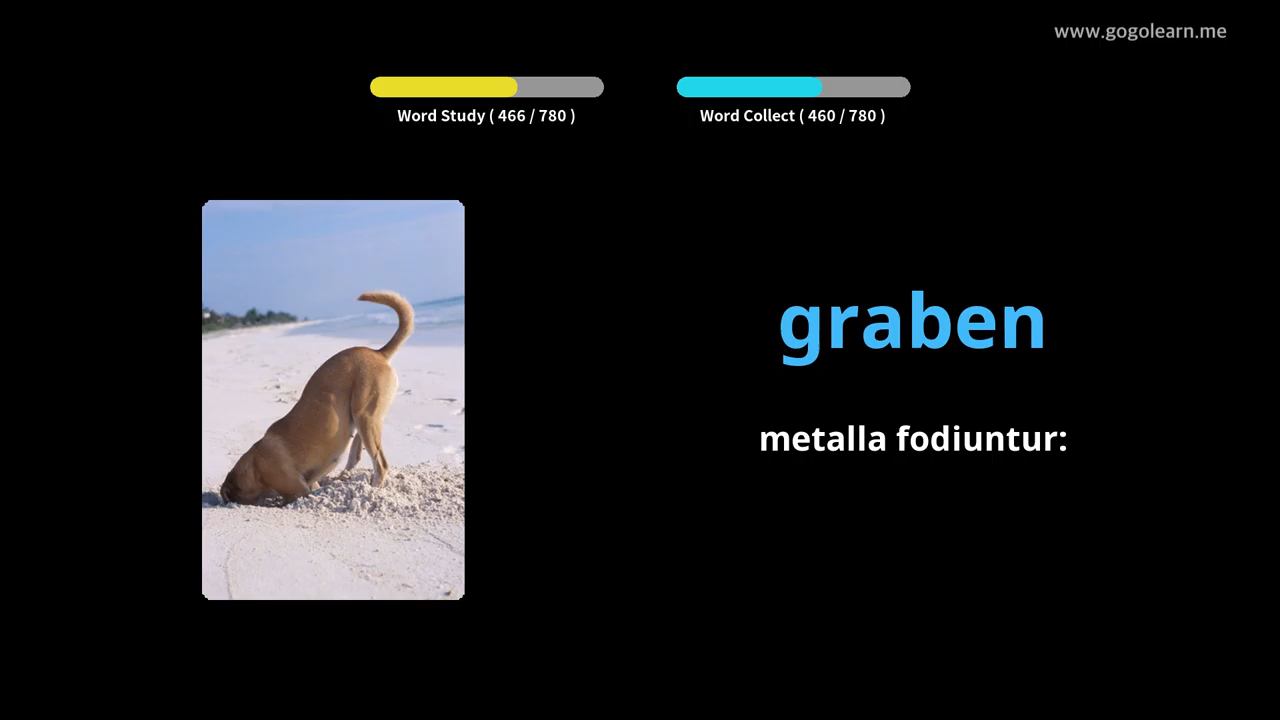 www.gogolearn.me
Word Study ( 466 / 780 )
Word Collect ( 460 / 780 )
graben
metalla fodiuntur: